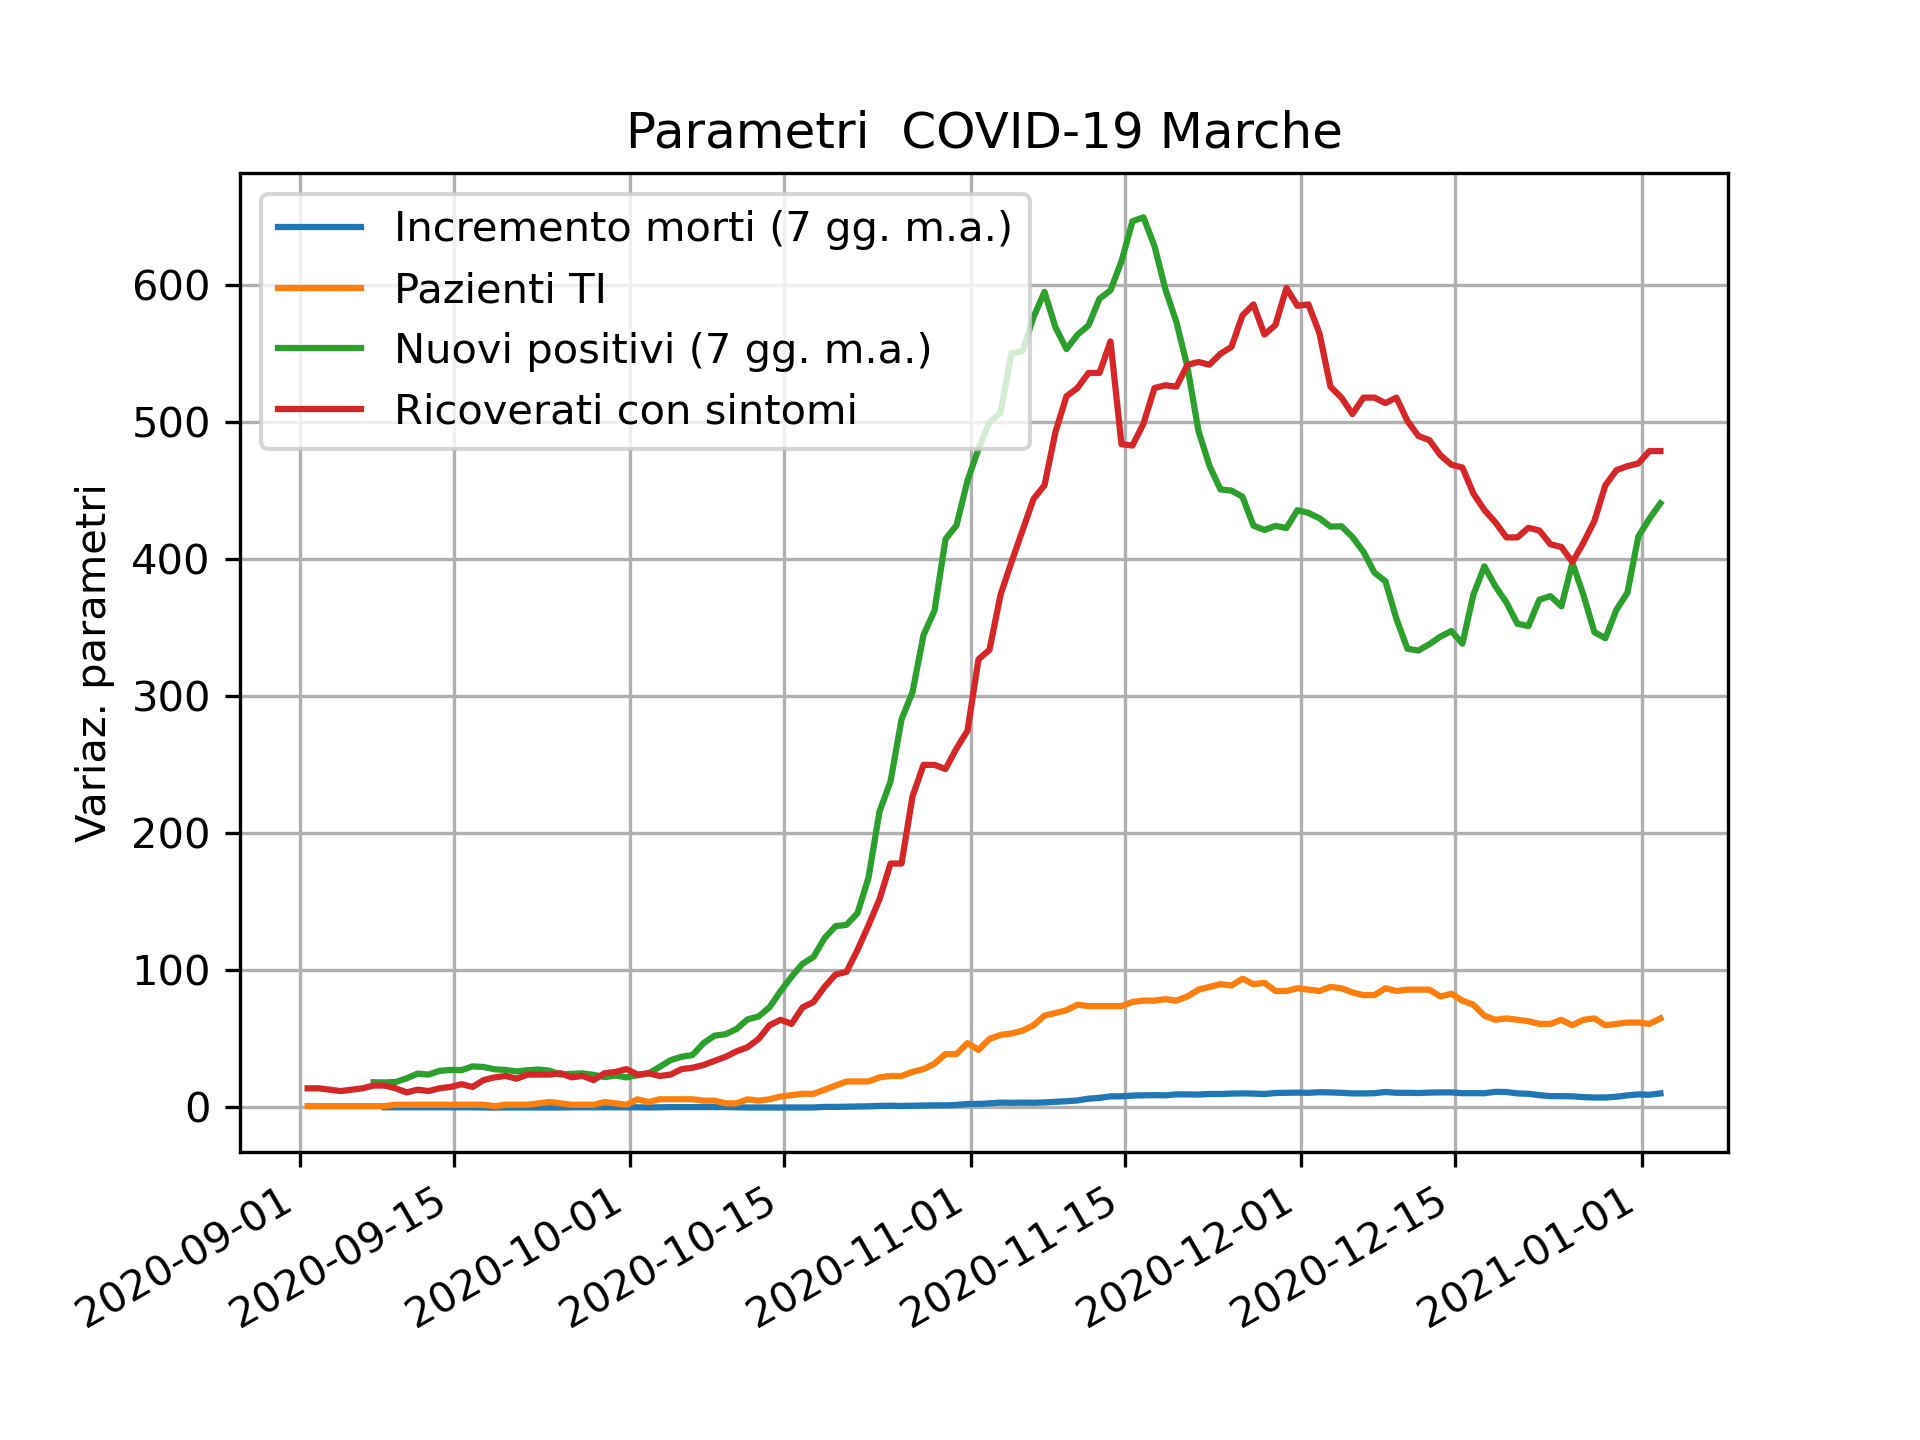 Parametri  COVID-19 Marche
Incremento morti (7 gg. m.a.)
Pazienti TI
Nuovi positivi (7 gg. m.a.)
Ricoverati con sintomi
Variaz. parametri
600
500
400
300
200
100
0
2020-09-01
2020-09-15
2020-10-01
2020-10-15
2020-11-01
2020-11-15
2020-12-01
2020-12-15
2021-01-01